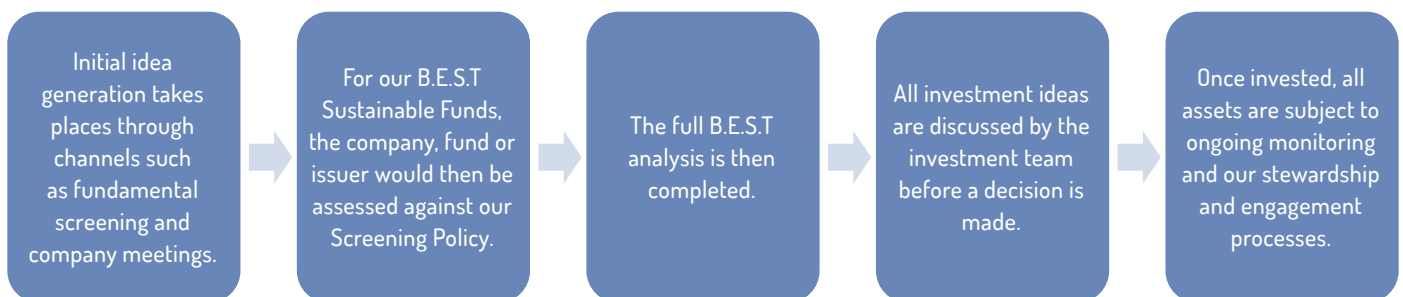 Initial idea
generation takes
places through
channels such
as fundamental
screening and
company meetings.
For our B.E.S.T
Sustainable Funds,
the company, fund or
issuer would then be
assessed against our
Screening Policy.
The full B.E.S.T
analysis is then
completed.
All investment ideas
are discussed by the
investment team
before a decision is
made.
Once invested, all
assets are subject to
ongoing monitoring
and our stewardship
and engagement
processes.